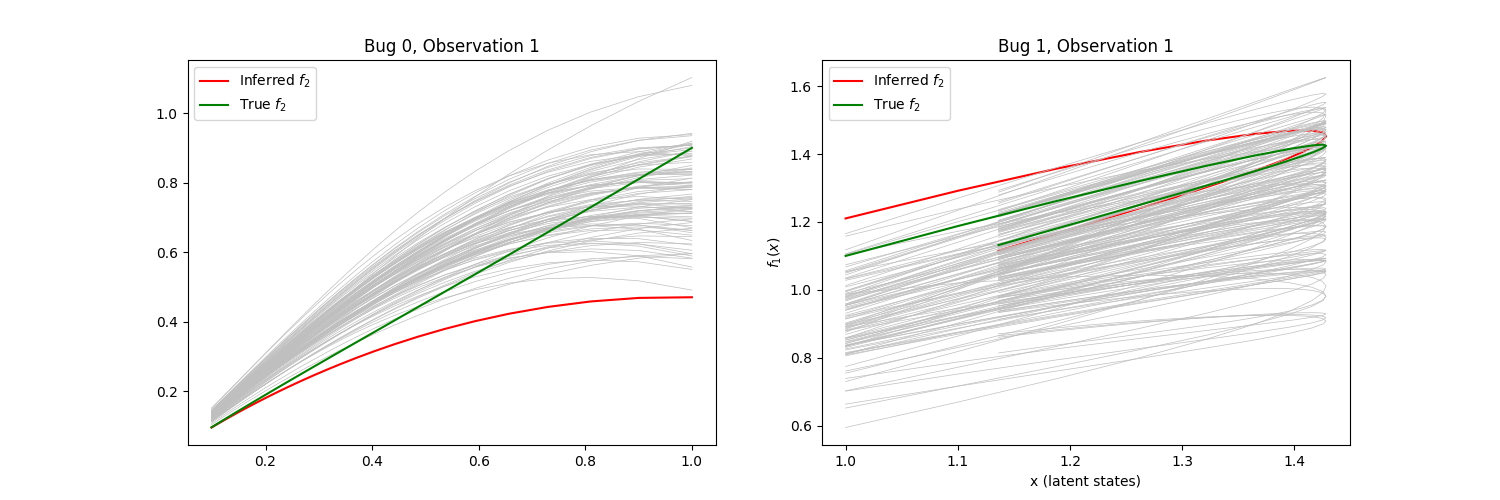 Bug 0, Observation 1
Inferred f₂
True f₂
1.0
0.8
0.6
0.4
0.2
0.2 0.4 0.6 0.8 1.0
Bug 1, Observation 1
Inferred f₂
True f₂
f₁(x)
1.6
1.4
1.2
1.0
0.8
0.6
1.0 1.1 1.2 1.3 1.4
x (latent states)